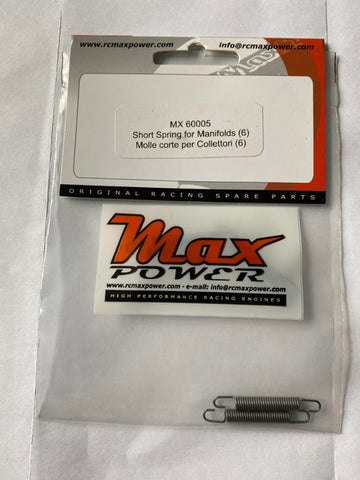 www.rcmaxpower.com info@rcmaxpower.com
Max
MX 60005
Short Spring for Manifolds (6)
Molle corte per Collettori (6)
ORIGINAL RACING SPARE PARTS
Max
POWER
www.rcmaxpower.com - e-mail: info@rcmaxpower.com
HIGH PERFORMANCE RACING ENGINES